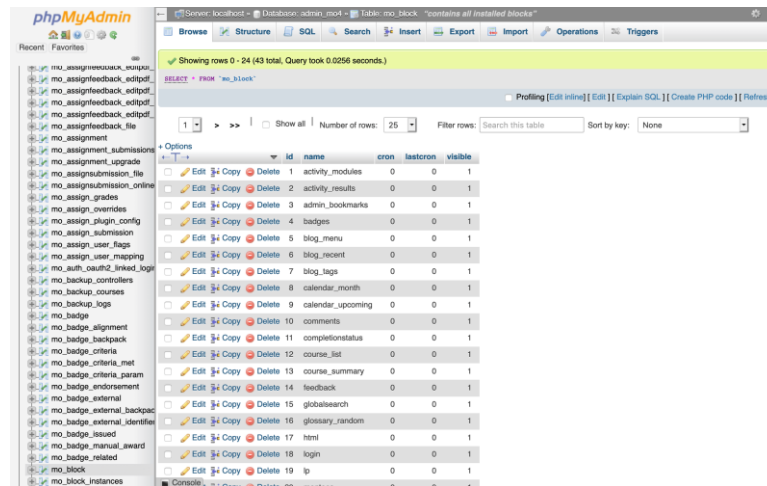 phpMyAdmin
Recent Favorites
mo_assignfeedback_editpdf_
mo_assignfeedback_editpdf_
mo_assignfeedback_editpdf_
mo_assignfeedback_editpdf_
mo_assignfeedback_file
mo_assignment
mo_assignment_submissions
mo_assignment_upgrade
mo_assignsubmission_file
mo_assignsubmission_online
mo_assign_grades
mo_assign_overrides
mo_assign_plugin_config
mo_assign_submission
mo_assign_user_flags
mo_assign_user_mapping
mo_auth_oauth2_linked_login
mo_backup_controllers
mo_backup_courses
mo_backup_logs
mo_badge
mo_badge_alignment
mo_badge_backpack
mo_badge_criteria
mo_badge_criteria_met
mo_badge_criteria_param
mo_badge_endorsement
mo_badge_external
mo_badge_external_backpac
mo_badge_external_identifier
mo_badge_issued
mo_badge_manual_award
mo_badge_related
mo_block
mo_block_instances
Server: localhost » Database: admin_mo4 » Table: mo_block "contains all installed blocks"
Browse Structure SQL Search Insert Export Import Operations Triggers
Showing rows 0 - 24 (43 total, Query took 0.0256 seconds.)
SELECT * FROM `mo_block`
Profiling [Edit inline] [ Edit ] [ Explain SQL ] [ Create PHP code ] [ Refres
1 > >> Show all Number of rows: 25 Filter rows: Search this table Sort by key: None
+ Options
←T→ id name cron lastcron visible
Edit Copy Delete 1 activity_modules 0 0 1
Edit Copy Delete 2 activity_results 0 0 1
Edit Copy Delete 3 admin_bookmarks 0 0 1
Edit Copy Delete 4 badges 0 0 1
Edit Copy Delete 5 blog_menu 0 0 1
Edit Copy Delete 6 blog_recent 0 0 1
Edit Copy Delete 7 blog_tags 0 0 1
Edit Copy Delete 8 calendar_month 0 0 1
Edit Copy Delete 9 calendar_upcoming 0 0 1
Edit Copy Delete 10 comments 0 0 1
Edit Copy Delete 11 completionstatus 0 0 1
Edit Copy Delete 12 course_list 0 0 1
Edit Copy Delete 13 course_summary 0 0 1
Edit Copy Delete 14 feedback 0 0 1
Edit Copy Delete 15 globalsearch 0 0 1
Edit Copy Delete 16 glossary_random 0 0 1
Edit Copy Delete 17 html 0 0 1
Edit Copy Delete 18 login 0 0 1
Edit Copy Delete 19 lp 0 0 1
Console